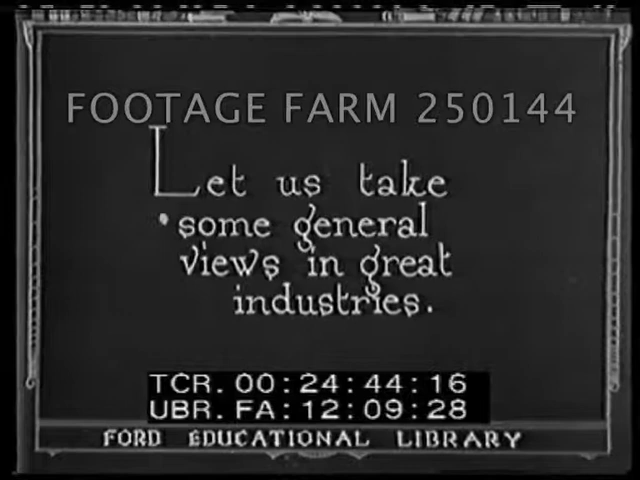 FOOTAGE FARM 250144
Let us take
some general
views in great
industries.
TCR. 00:24:44:16
UBR. FA: 12:09:28
FORD EDUCATIONAL LIBRARY